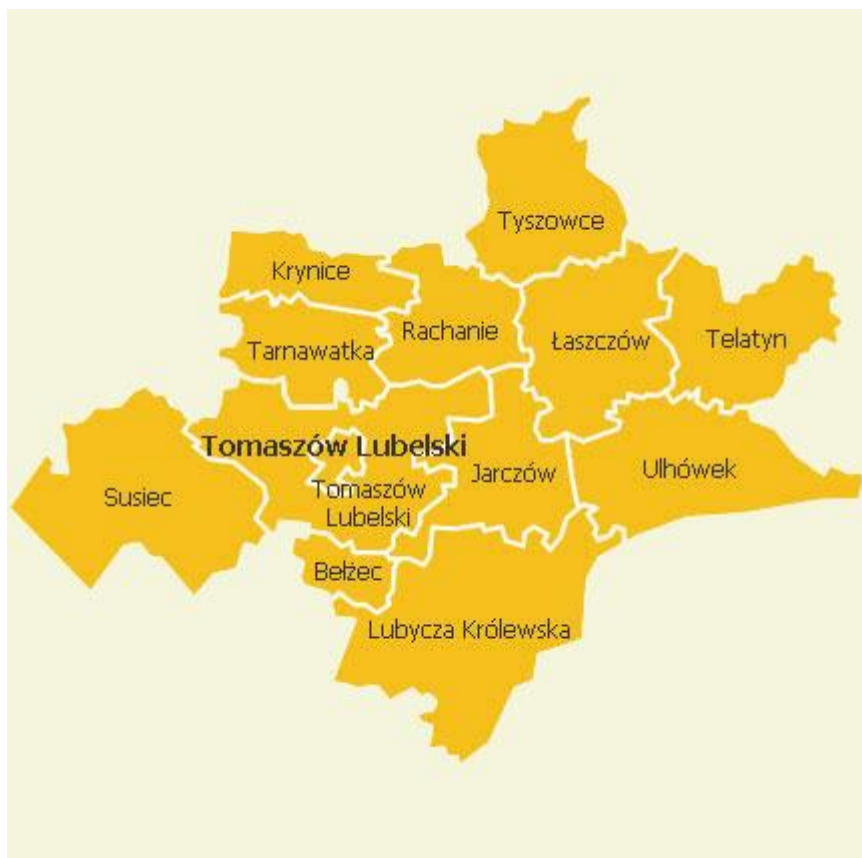 Tyszowce
Krynice
Rachanie
Łaszczów
Telatyn
Tarnawatka
Tomaszów Lubelski
Ulhówek
Jarczów
Susiec
Tomaszów
Lubelski
Bełżec
Lubycza Królewska